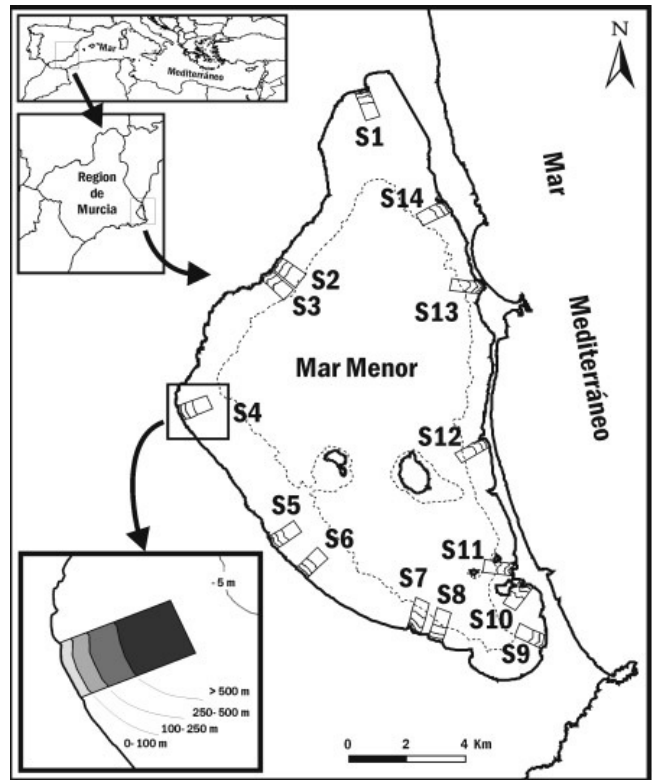 Mar
Mediterráneo
Region
de
Murcia
N
Mar
Mediterráneo
S1
S14
S2
S3
S13
Mar Menor
S4
S12
S5
S6
S11
S7
S8
S10
S9
- 5 m
> 500 m
250- 500 m
100- 250 m
0- 100 m
0 2 4 Km